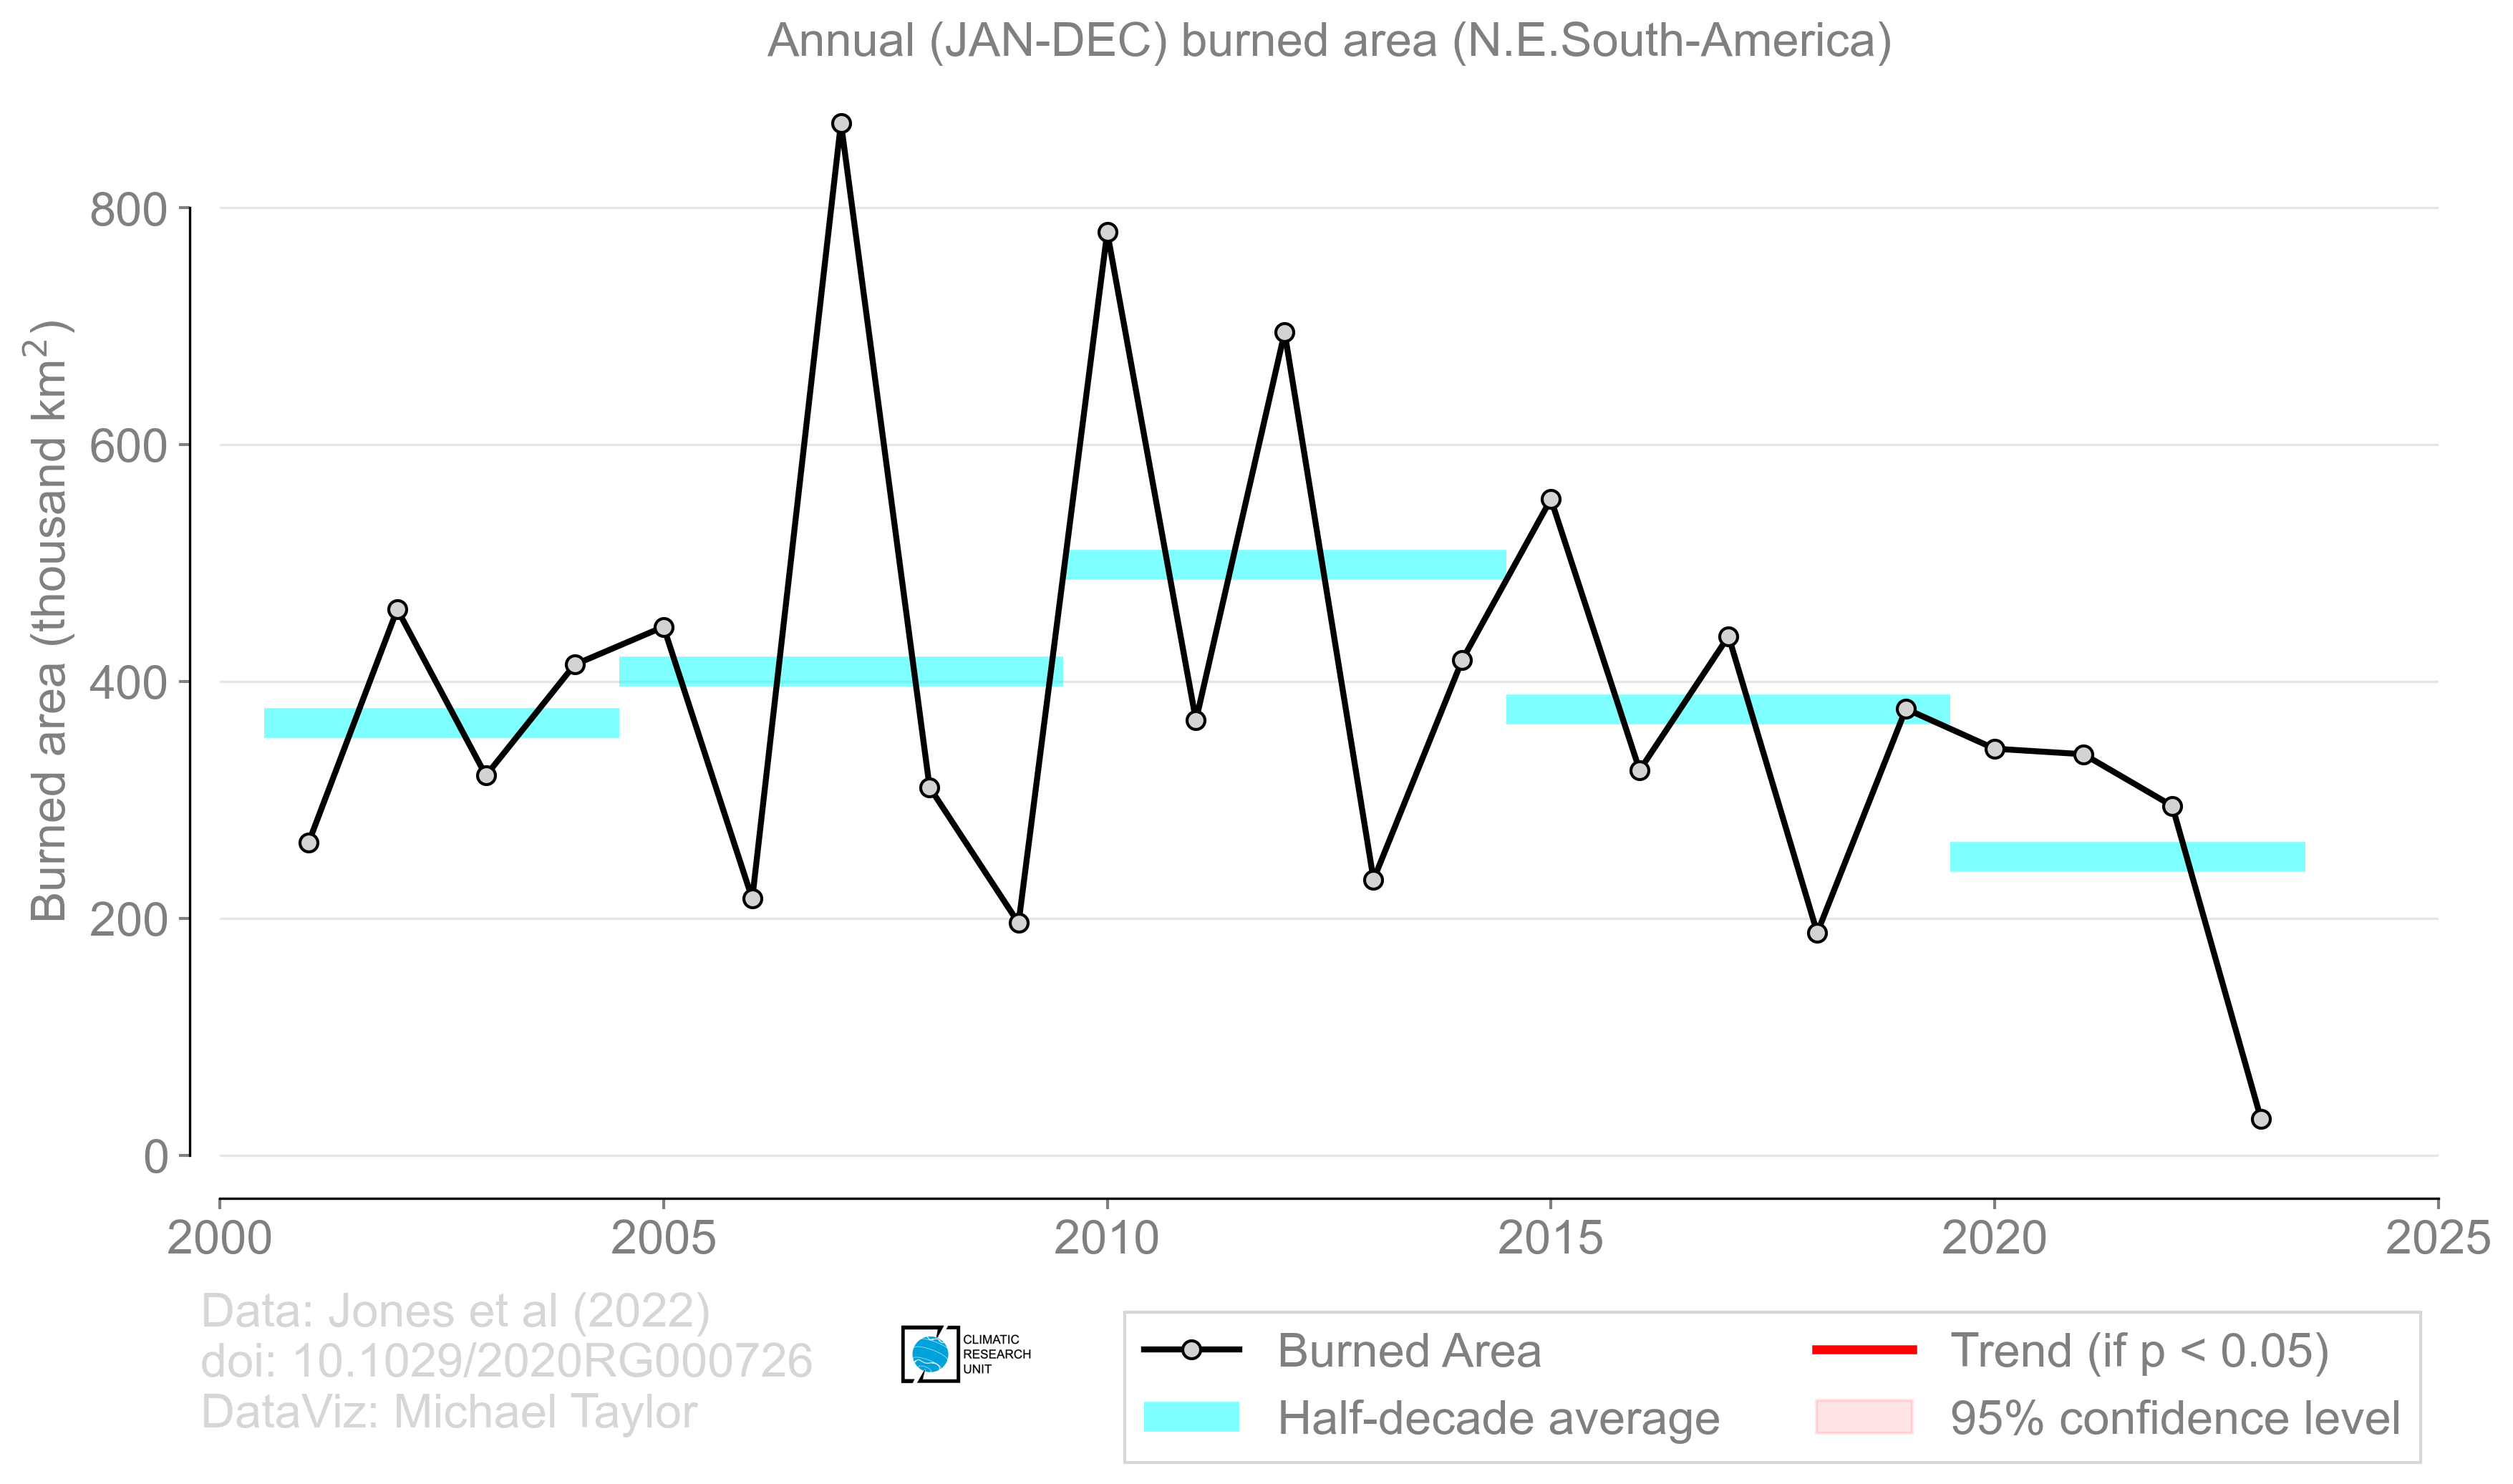 Annual (JAN-DEC) burned area (N.E.South-America)
Burned area (thousand km²)
800
600
400
200
0
2000 2005 2010 2015 2020 2025
Data: Jones et al (2022)
doi: 10.1029/2020RG000726
DataViz: Michael Taylor
CLIMATIC
RESEARCH
UNIT
Burned Area
Half-decade average
Trend (if p < 0.05)
95% confidence level